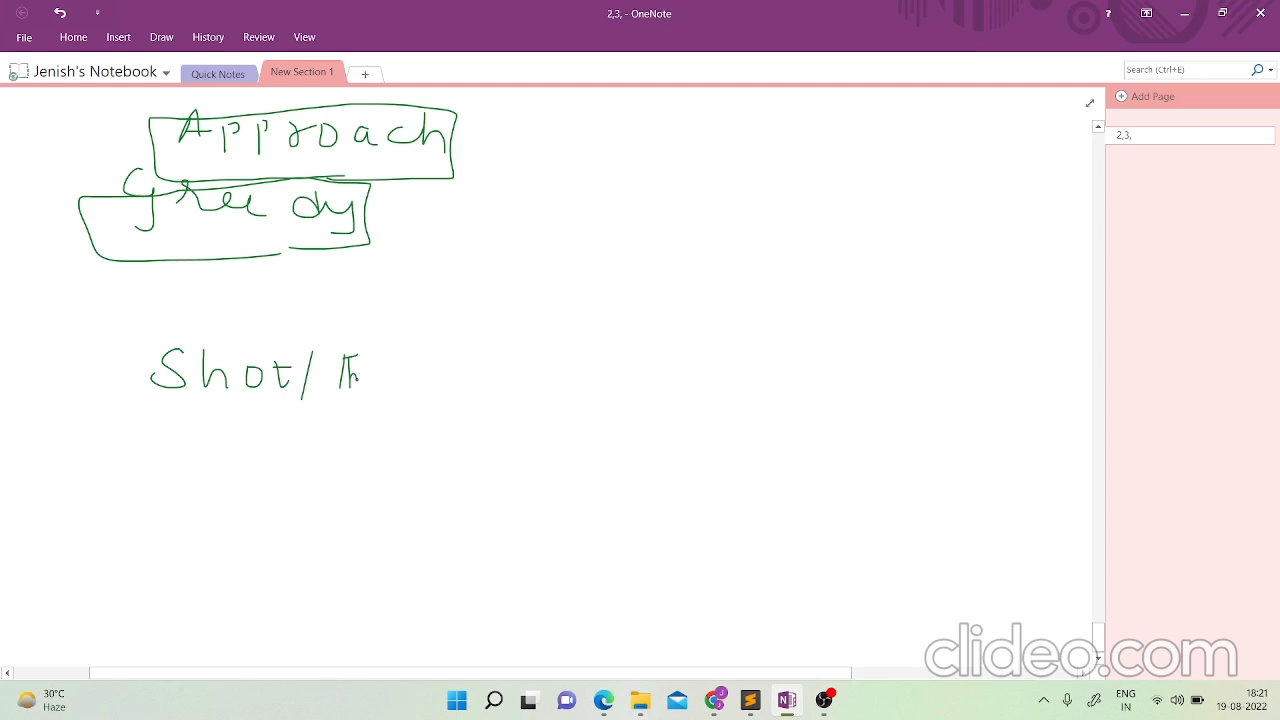 2,3, - OneNote
?
File Home Insert Draw History Review View
Jenish's Notebook Quick Notes New Section 1 +
Search (Ctrl+E)
Add Page
2,3,
Approach
Greedy
Shot/
clideo.com
30°C
Haze
ENG
IN
18:21
19-08-2022